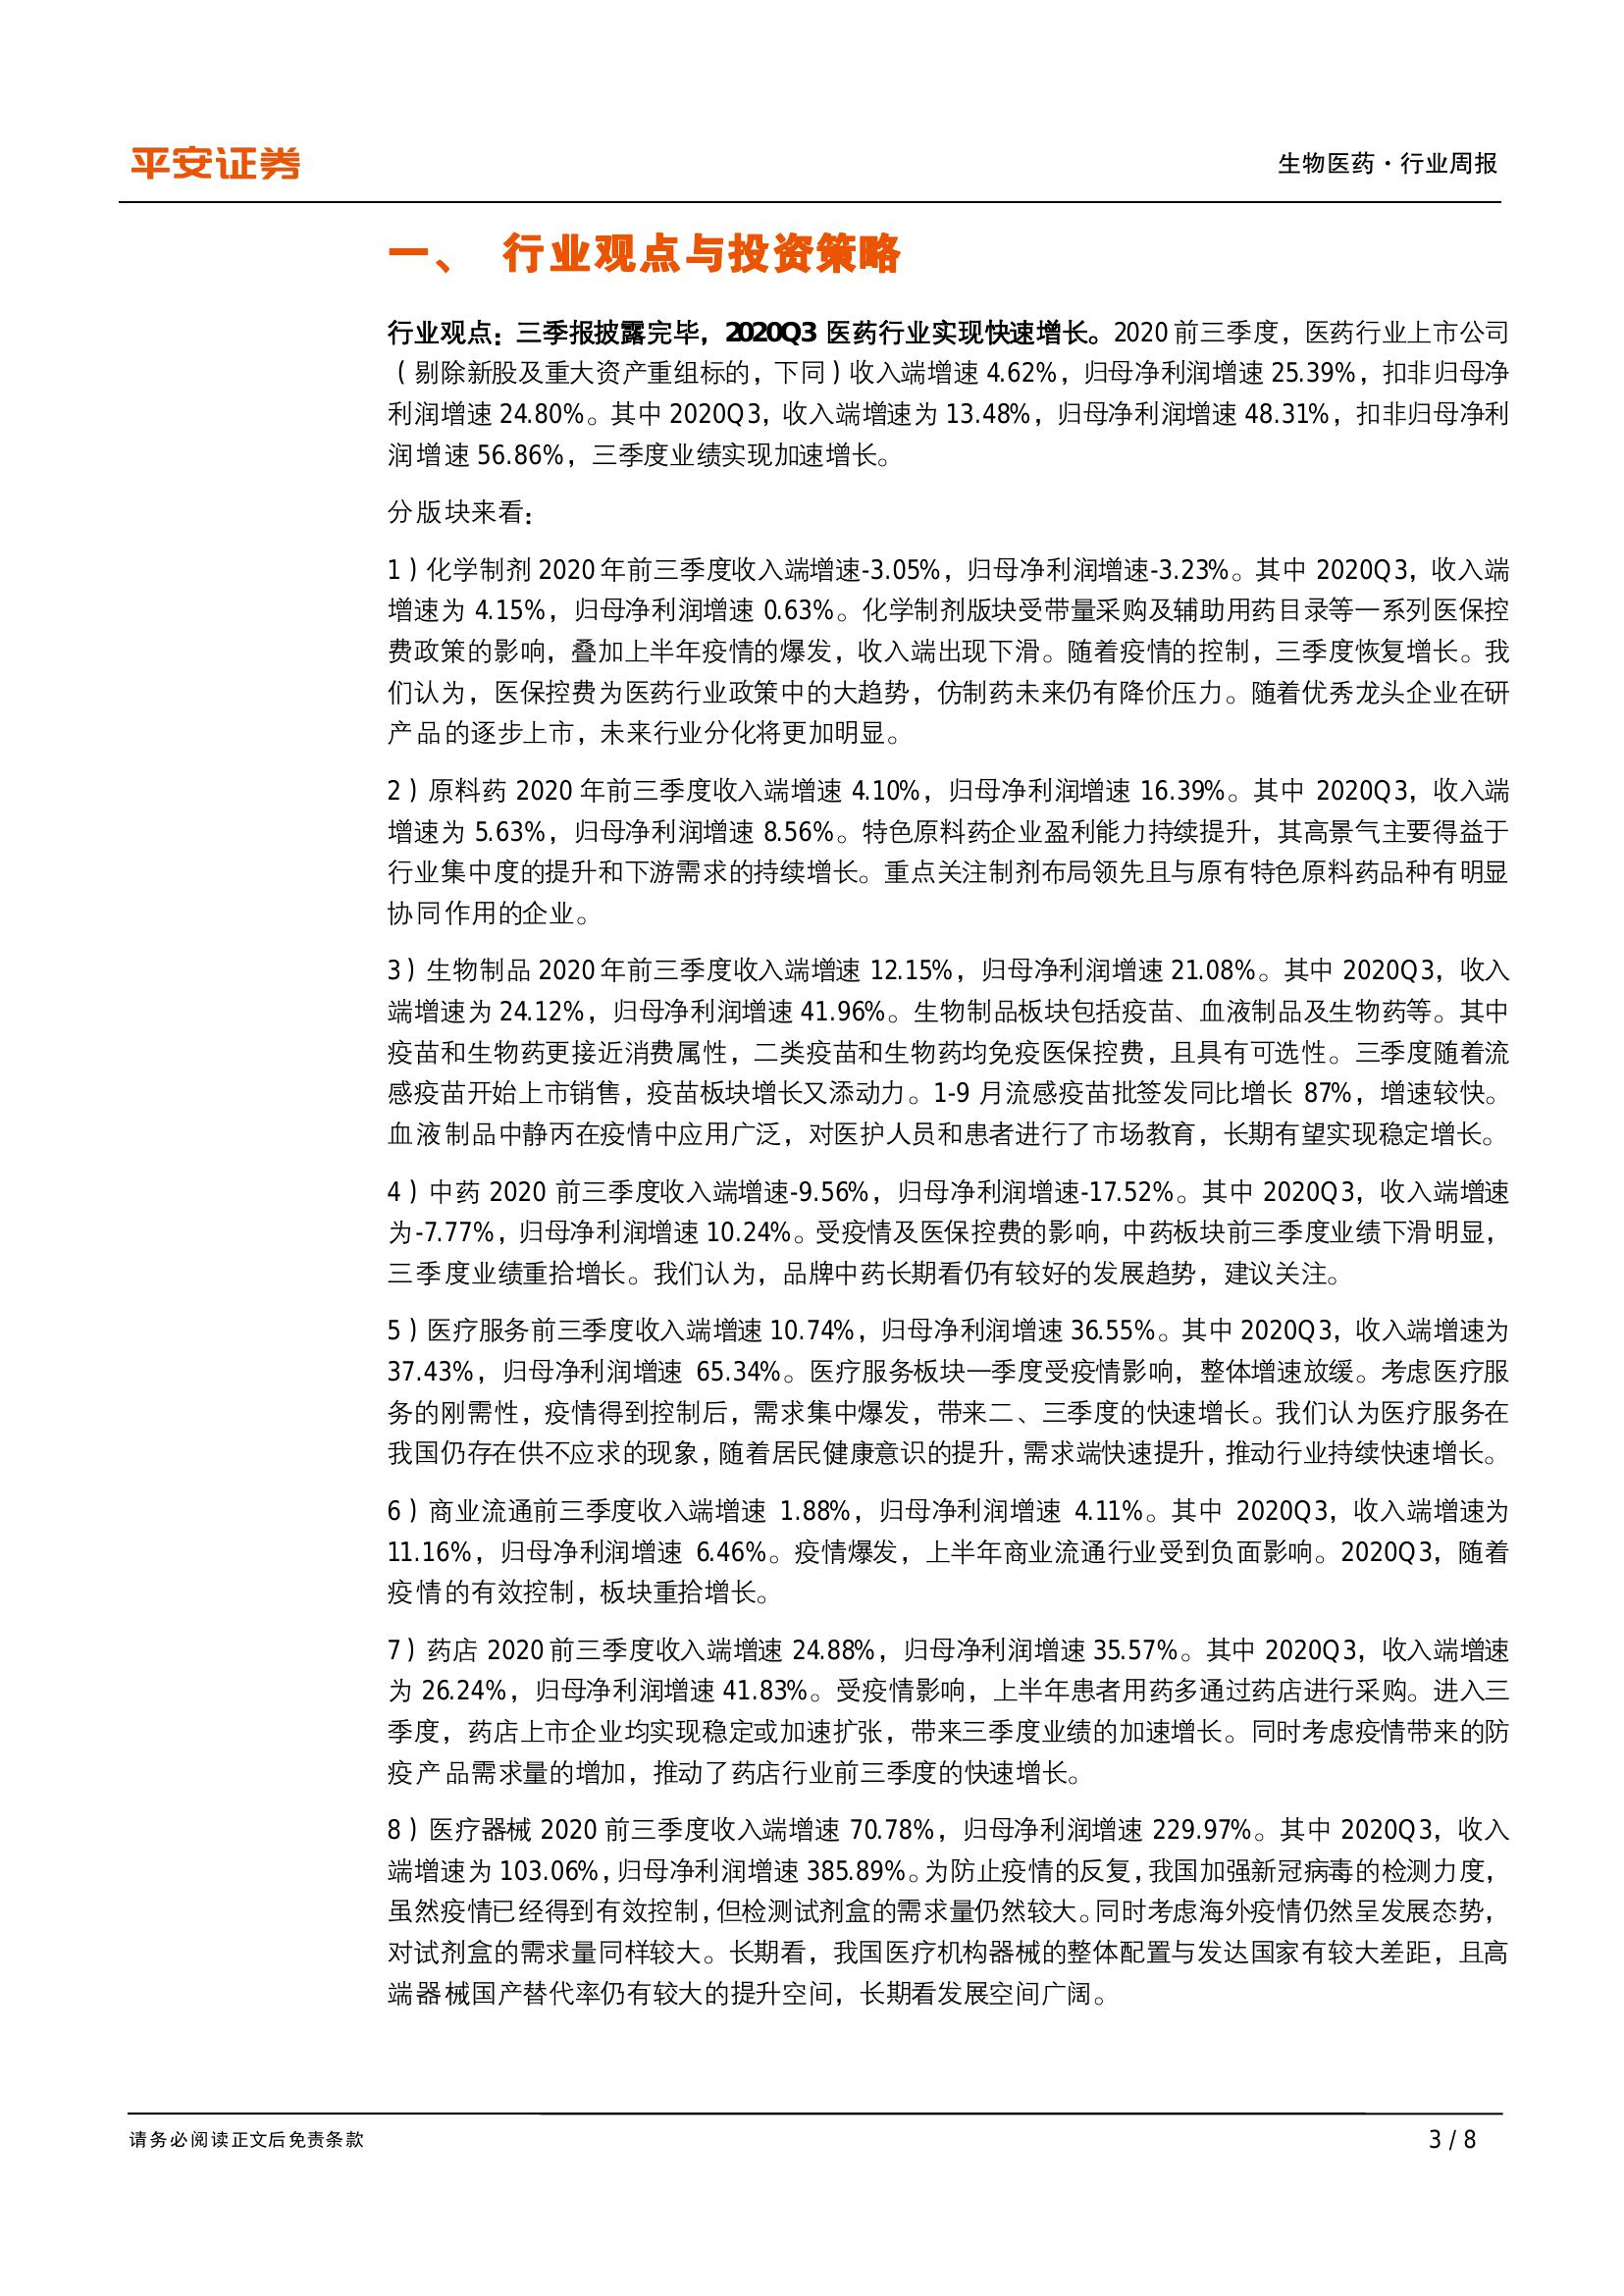 平安证券
生物医药·行业周报
一、 行业观点与投资策略
行业观点：三季报披露完毕，2020Q3 医药行业实现快速增长。2020 前三季度，医药行业上市公司
（剔除新股及重大资产重组标的，下同）收入端增速 4.62%，归母净利润增速 25.39%，扣非归母净
利润增速 24.80%。其中 2020Q3，收入端增速为 13.48%，归母净利润增速 48.31%，扣非归母净利
润增速 56.86%，三季度业绩实现加速增长。
分版块来看：
1）化学制剂 2020 年前三季度收入端增速-3.05%，归母净利润增速-3.23%。其中 2020Q3，收入端
增速为 4.15%，归母净利润增速 0.63%。化学制剂版块受带量采购及辅助用药目录等一系列医保控
费政策的影响，叠加上半年疫情的爆发，收入端出现下滑。随着疫情的控制，三季度恢复增长。我
们认为，医保控费为医药行业政策中的大趋势，仿制药未来仍有降价压力。随着优秀龙头企业在研
产品的逐步上市，未来行业分化将更加明显。
2）原料药 2020 年前三季度收入端增速 4.10%，归母净利润增速 16.39%。其中 2020Q3，收入端
增速为 5.63%，归母净利润增速 8.56%。特色原料药企业盈利能力持续提升，其高景气主要得益于
行业集中度的提升和下游需求的持续增长。重点关注制剂布局领先且与原有特色原料药品种有明显
协同作用的企业。
3）生物制品 2020 年前三季度收入端增速 12.15%，归母净利润增速 21.08%。其中 2020Q3，收入
端增速为 24.12%，归母净利润增速 41.96%。生物制品板块包括疫苗、血液制品及生物药等。其中
疫苗和生物药更接近消费属性，二类疫苗和生物药均免疫医保控费，且具有可选性。三季度随着流
感疫苗开始上市销售，疫苗板块增长又添动力。1-9 月流感疫苗批签发同比增长 87%，增速较快。
血液制品中静丙在疫情中应用广泛，对医护人员和患者进行了市场教育，长期有望实现稳定增长。
4）中药 2020 前三季度收入端增速-9.56%，归母净利润增速-17.52%。其中 2020Q3，收入端增速
为-7.77%，归母净利润增速 10.24%。受疫情及医保控费的影响，中药板块前三季度业绩下滑明显，
三季度业绩重拾增长。我们认为，品牌中药长期看仍有较好的发展趋势，建议关注。
5）医疗服务前三季度收入端增速 10.74%，归母净利润增速 36.55%。其中 2020Q3，收入端增速为
37.43%，归母净利润增速 65.34%。医疗服务板块一季度受疫情影响，整体增速放缓。考虑医疗服
务的刚需性，疫情得到控制后，需求集中爆发，带来二、三季度的快速增长。我们认为医疗服务在
我国仍存在供不应求的现象，随着居民健康意识的提升，需求端快速提升，推动行业持续快速增长。
6）商业流通前三季度收入端增速 1.88%，归母净利润增速 4.11%。其中 2020Q3，收入端增速为
11.16%，归母净利润增速 6.46%。疫情爆发，上半年商业流通行业受到负面影响。2020Q3，随着
疫情的有效控制，板块重拾增长。
7）药店 2020 前三季度收入端增速 24.88%，归母净利润增速 35.57%。其中 2020Q3，收入端增速
为 26.24%，归母净利润增速 41.83%。受疫情影响，上半年患者用药多通过药店进行采购。进入三
季度，药店上市企业均实现稳定或加速扩张，带来三季度业绩的加速增长。同时考虑疫情带来的防
疫产品需求量的增加，推动了药店行业前三季度的快速增长。
8）医疗器械 2020 前三季度收入端增速 70.78%，归母净利润增速 229.97%。其中 2020Q3，收入
端增速为 103.06%，归母净利润增速 385.89%。为防止疫情的反复，我国加强新冠病毒的检测力度，
虽然疫情已经得到有效控制，但检测试剂盒的需求量仍然较大。同时考虑海外疫情仍然呈发展态势，
对试剂盒的需求量同样较大。长期看，我国医疗机构器械的整体配置与发达国家有较大差距，且高
端器械国产替代率仍有较大的提升空间，长期看发展空间广阔。
请务必阅读正文后免责条款
3 / 8